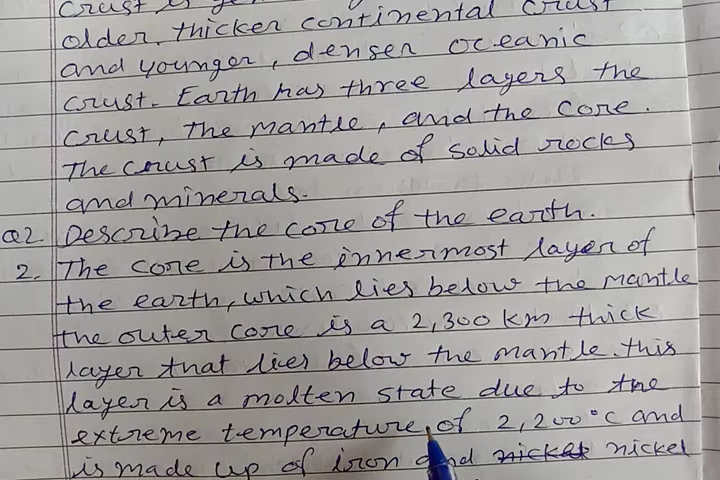 Crust is
older, thicker continental crust
and younger, denser oceanic
crust. Earth has three layers the
crust, the mantle, and the core.
The crust is made of solid rocks
and minerals.
Q2. Describe the core of the earth.
2. The core is the innermost layer of
the earth, which lies below the mantle
the outer core is a 2,300 km thick
layer that lies below the mantle. this
layer is a molten state due to the
extreme temperature of 2,200°c and
is made up of iron and nickel nickel